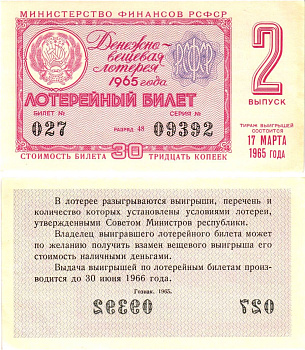 МИНИСТЕРСТВО ФИНАНСОВ РСФСР
Денежно-
вещевая
лотерея
1965 года
РСФСР
2
ВЫПУСК
ЛОТЕРЕЙНЫЙ БИЛЕТ
БИЛЕТ № СЕРИЯ №
027 РАЗРЯД 48 09392
ТИРАЖ ВЫИГРЫШЕЙ
СОСТОИТСЯ
17 МАРТА
1965 ГОДА
СТОИМОСТЬ БИЛЕТА 30 ТРИДЦАТЬ КОПЕЕК
В лотерее разыгрываются выигрыши, перечень и
количество которых установлены условиями лотереи,
утвержденными Советом Министров республики.
Владелец выигравшего лотерейного билета может
по желанию получить взамен вещевого выигрыша его
стоимость наличными деньгами.
Выдача выигрышей по лотерейным билетам произ-
водится до 30 июня 1966 года.
Гознак. 1965.
027 09392